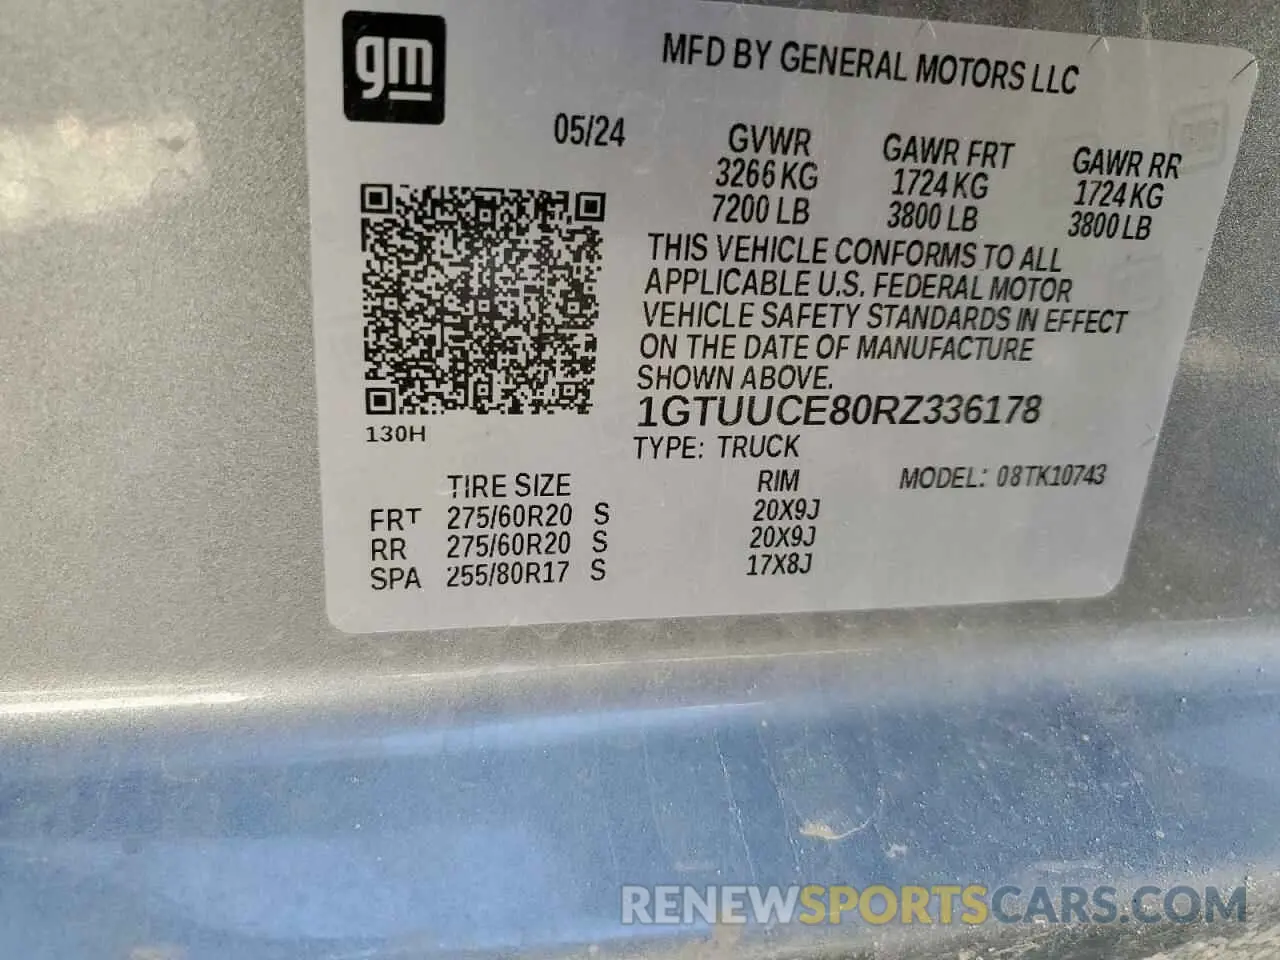 gm
MFD BY GENERAL MOTORS LLC
05/24
GVWR GAWR FRT GAWR RR
3266 KG 1724 KG 1724 KG
7200 LB 3800 LB 3800 LB
THIS VEHICLE CONFORMS TO ALL
APPLICABLE U.S. FEDERAL MOTOR
VEHICLE SAFETY STANDARDS IN EFFECT
ON THE DATE OF MANUFACTURE
SHOWN ABOVE.
1GTUUCE80RZ336178
130H
TYPE: TRUCK
MODEL: 08TK10743
TIRE SIZE RIM
FRT 275/60R20 S 20X9J
RR 275/60R20 S 20X9J
SPA 255/80R17 S 17X8J
RENEWSPORTSCARS.COM